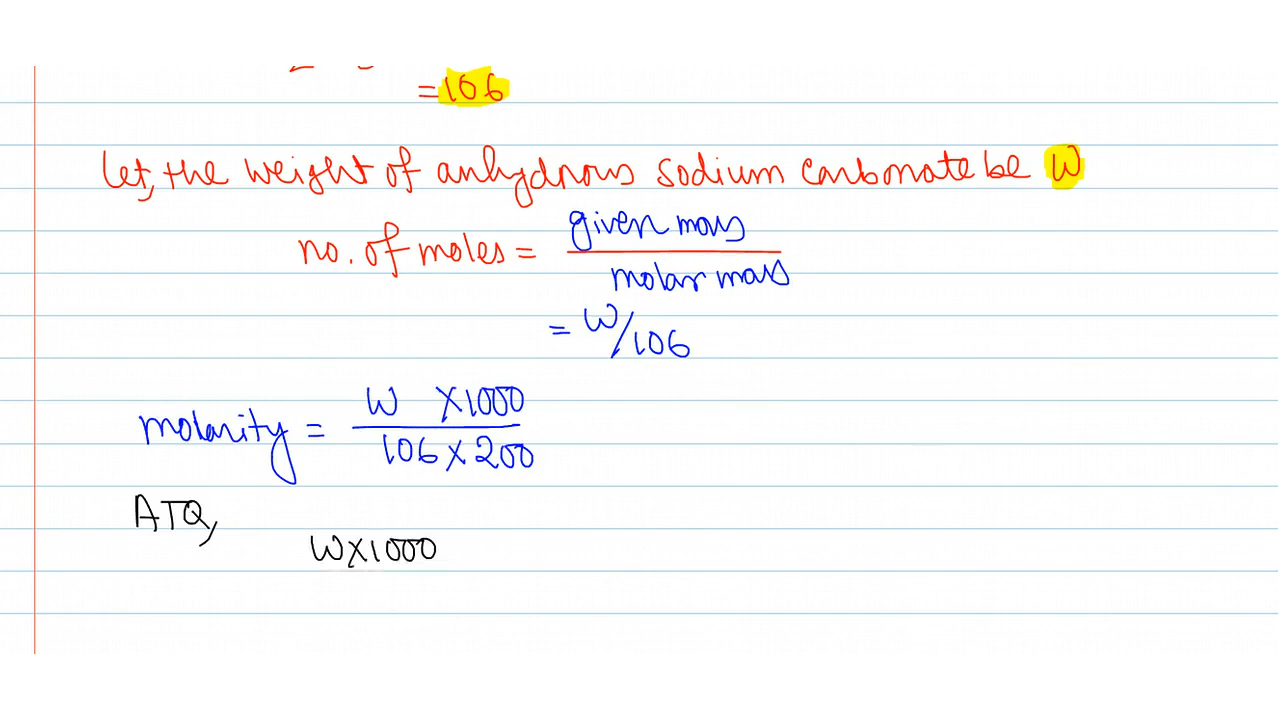 =106
let, the weight of anhydrous sodium carbonate be W
no. of moles = given mass
molar mass
= W/106
molarity = W X1000
106 X 200
ATQ,
WX1000